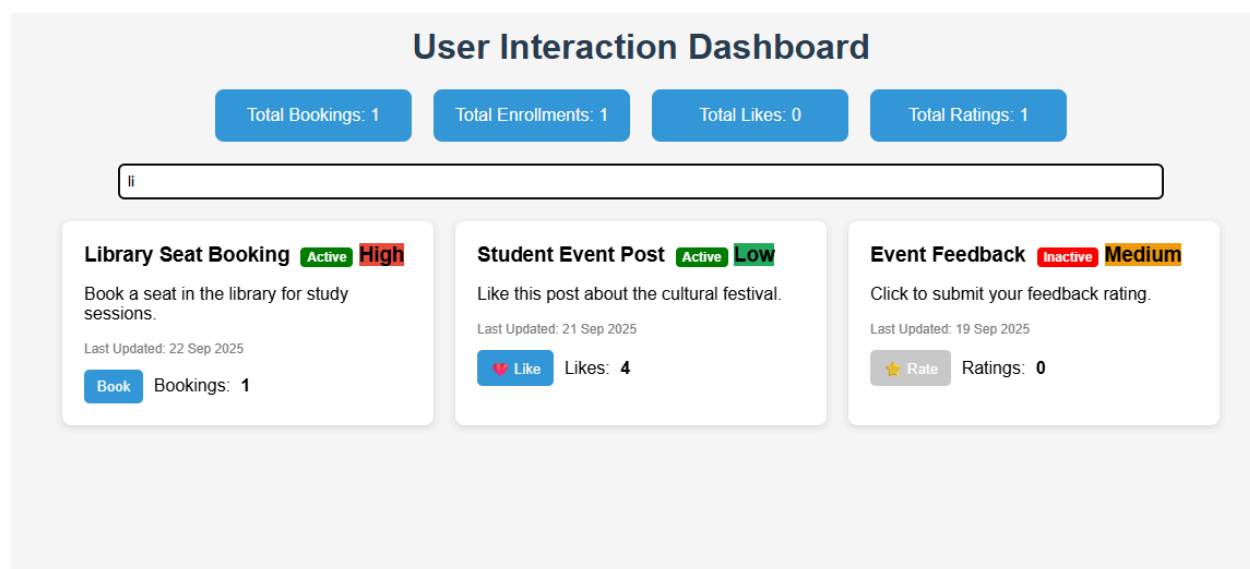 User Interaction Dashboard
Total Bookings: 1
Total Enrollments: 1
Total Likes: 0
Total Ratings: 1
li
Library Seat Booking Active High
Book a seat in the library for study
sessions.
Last Updated: 22 Sep 2025
Book Bookings: 1
Student Event Post Active Low
Like this post about the cultural festival.
Last Updated: 21 Sep 2025
Like Likes: 4
Event Feedback Inactive Medium
Click to submit your feedback rating.
Last Updated: 19 Sep 2025
Rate Ratings: 0